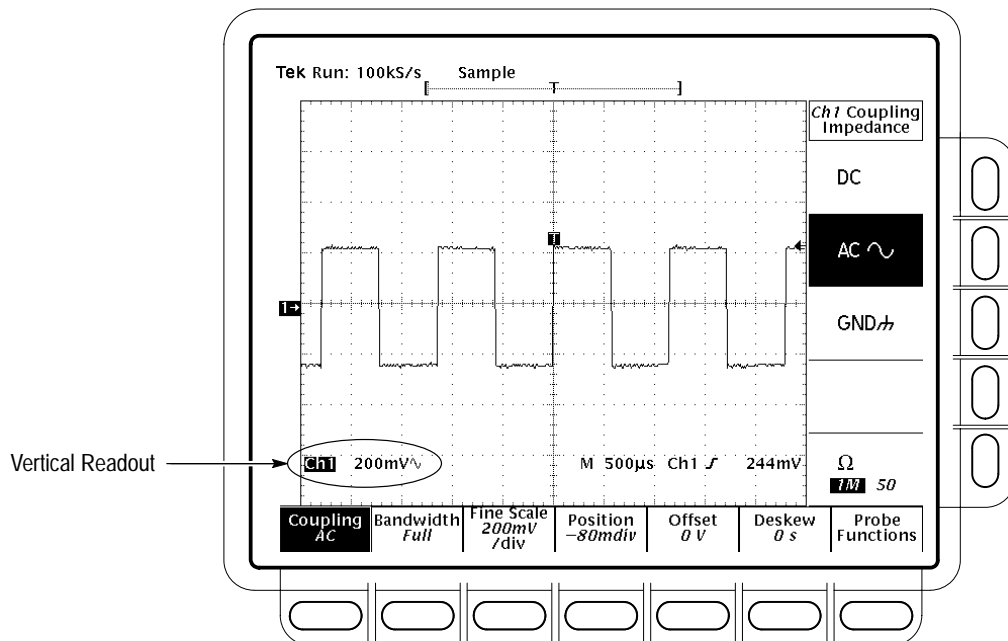 Tek Run: 100kS/s Sample
T
Ch1 Coupling
Impedance
DC
T
AC
1→
GND
Vertical Readout
Ch1 200mV∿ M 500µs Ch1 244mV
Ω
1M 50
Coupling
AC
Bandwidth
Full
Fine Scale
200mV
/div
Position
−80mdiv
Offset
0 V
Deskew
0 s
Probe
Functions